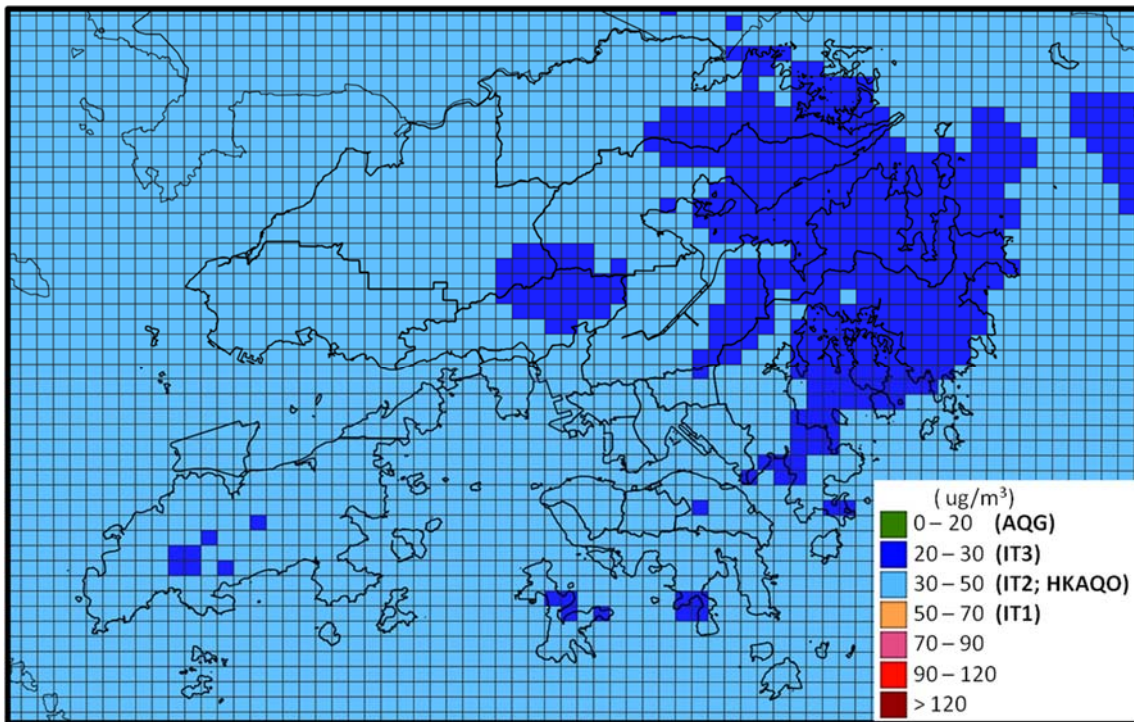 ( ug/m³)
0 – 20 (AQG)
20 – 30 (IT3)
30 – 50 (IT2; HKAQO)
50 – 70 (IT1)
70 – 90
90 – 120
> 120